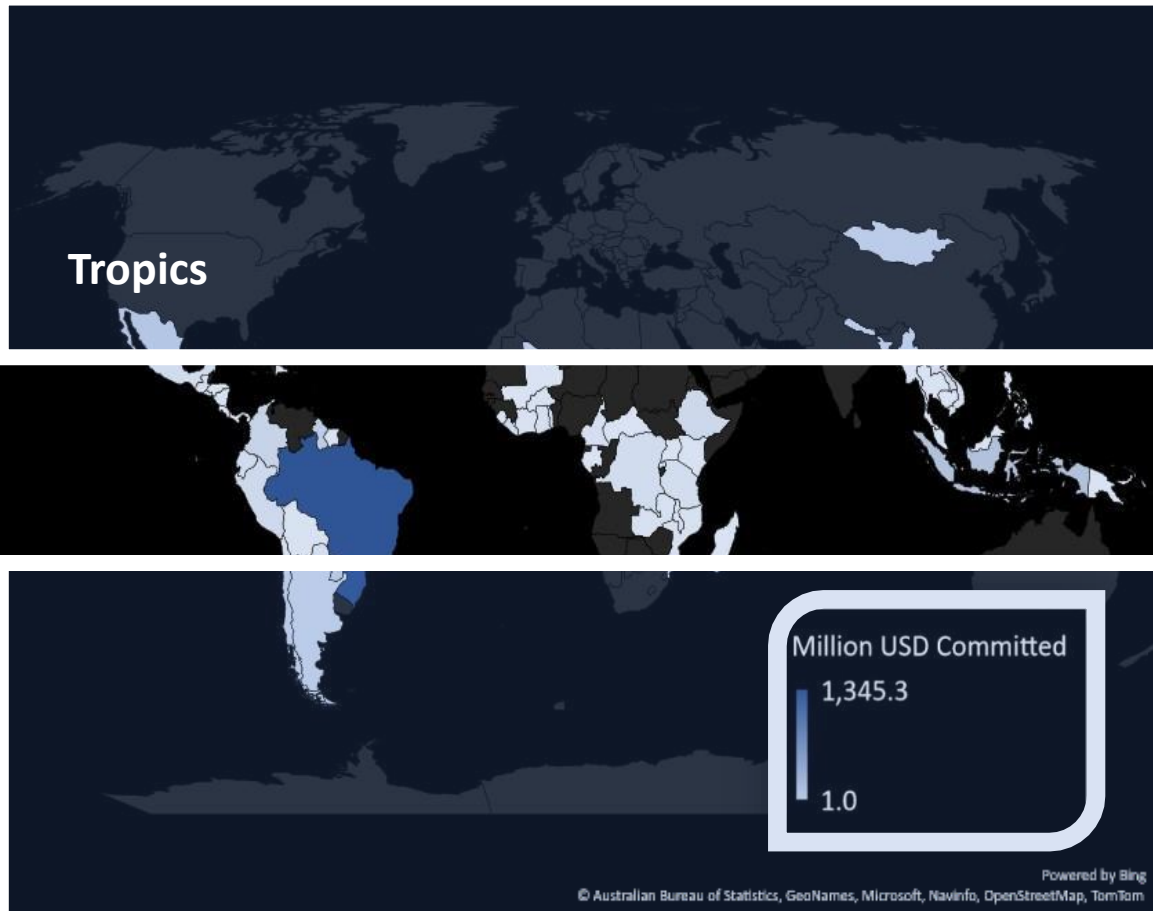 Tropics
Million USD Committed
1,345.3
1.0
Powered by Bing
© Australian Bureau of Statistics, GeoNames, Microsoft, Navinfo, OpenStreetMap, TomTom